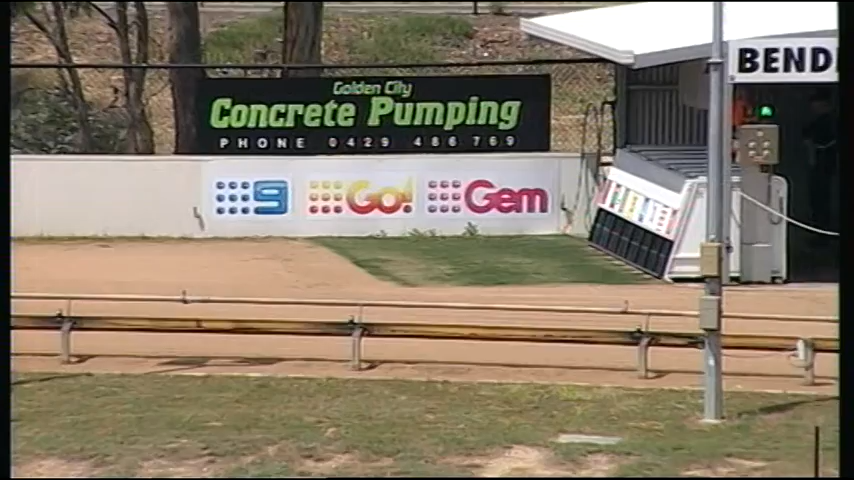 Golden City
Concrete Pumping
PHONE 0429 486 769
BEND
9 Go! Gem